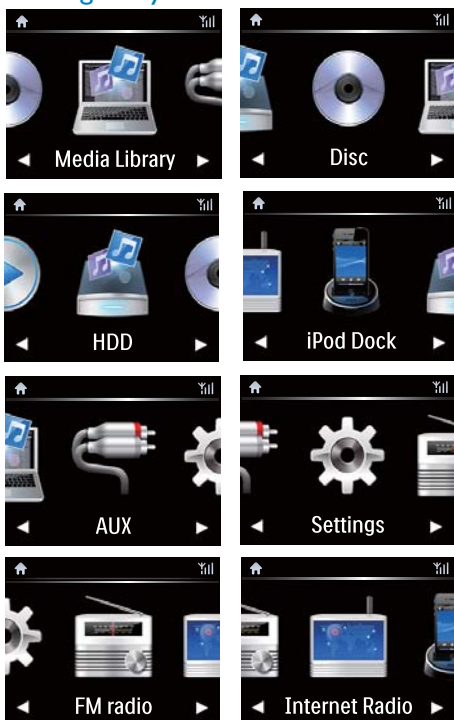 Media Library
Disc
HDD
iPod Dock
AUX
Settings
FM radio
Internet Radio